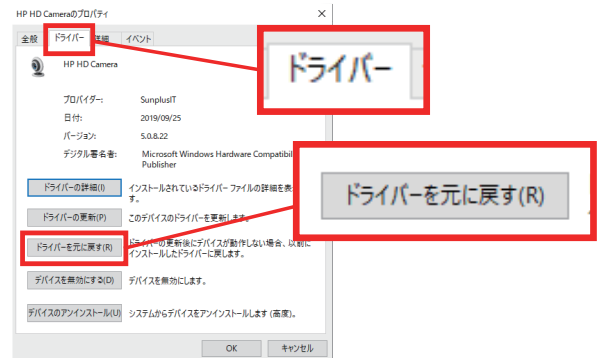 HP HD Cameraのプロパティ
全般 ドライバー 詳細 イベント
HP HD Camera
プロバイダー: SunplusIT
日付: 2019/09/25
バージョン: 5.0.8.22
デジタル署名者: Microsoft Windows Hardware Compatibil
Publisher
ドライバーの詳細(I) インストールされているドライバー ファイルの詳細を表
す。
ドライバーの更新(P) このデバイスのドライバーを更新します。
ドライバーを元に戻す(R) ドライバーの更新後にデバイスが動作しない場合、以前に
インストールしたドライバーに戻します。
デバイスを無効にする(D) デバイスを無効にします。
デバイスのアンインストール(U) システムからデバイスをアンインストールします (高度)。
OK キャンセル
ドライバー
ドライバーを元に戻す(R)